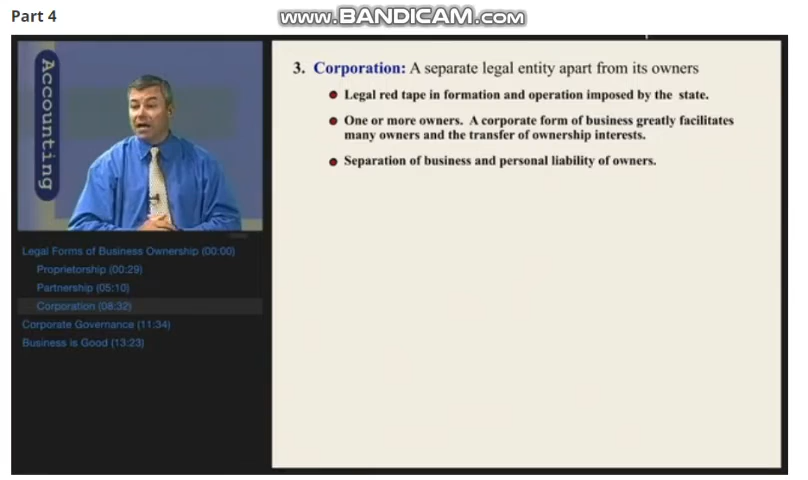 Part 4
www.BANDICAM.com
Accounting
3. Corporation: A separate legal entity apart from its owners
Legal red tape in formation and operation imposed by the state.
One or more owners. A corporate form of business greatly facilitates
many owners and the transfer of ownership interests.
Separation of business and personal liability of owners.
Legal Forms of Business Ownership (00:00)
Proprietorship (00:29)
Partnership (05:10)
Corporation (08:32)
Corporate Governance (11:34)
Business is Good (13:23)